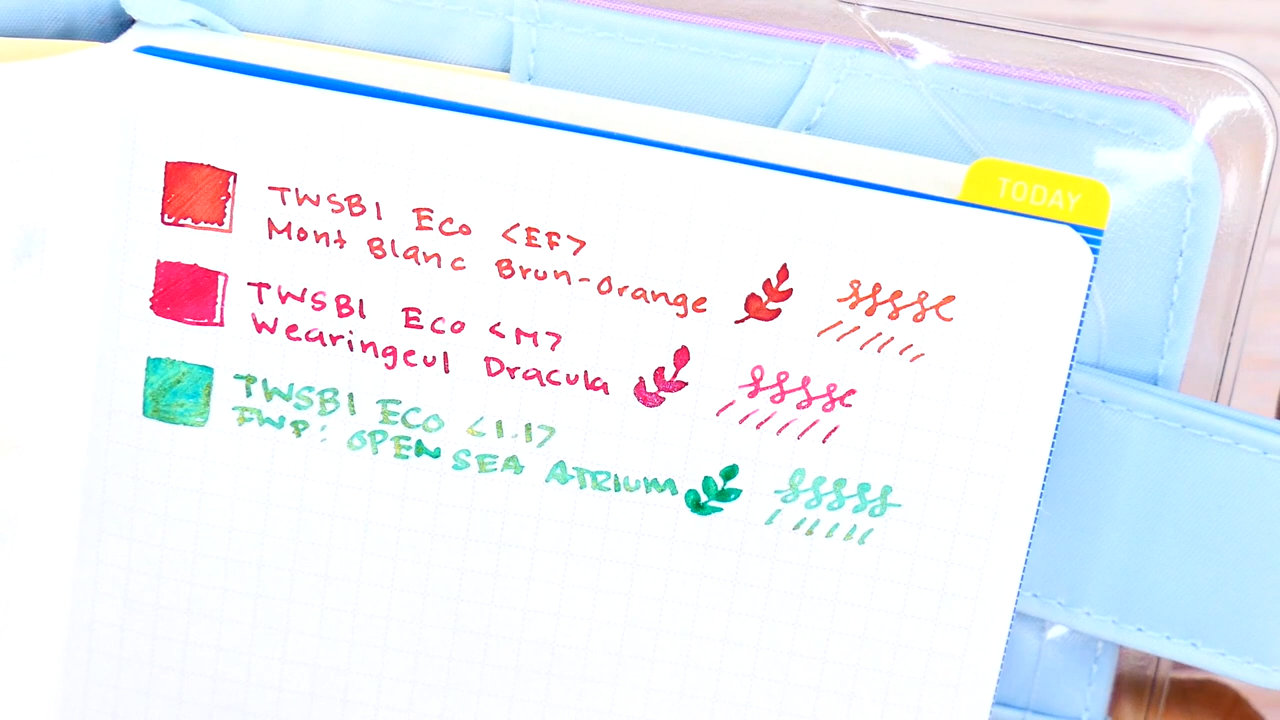 TODAY
TWSBI Eco <EF>
Mont Blanc Brun-Orange
TWSBI Eco <M>
Wearingeul Dracula
TWSBI ECO <1.1>
FWP: OPEN SEA ATRIUM